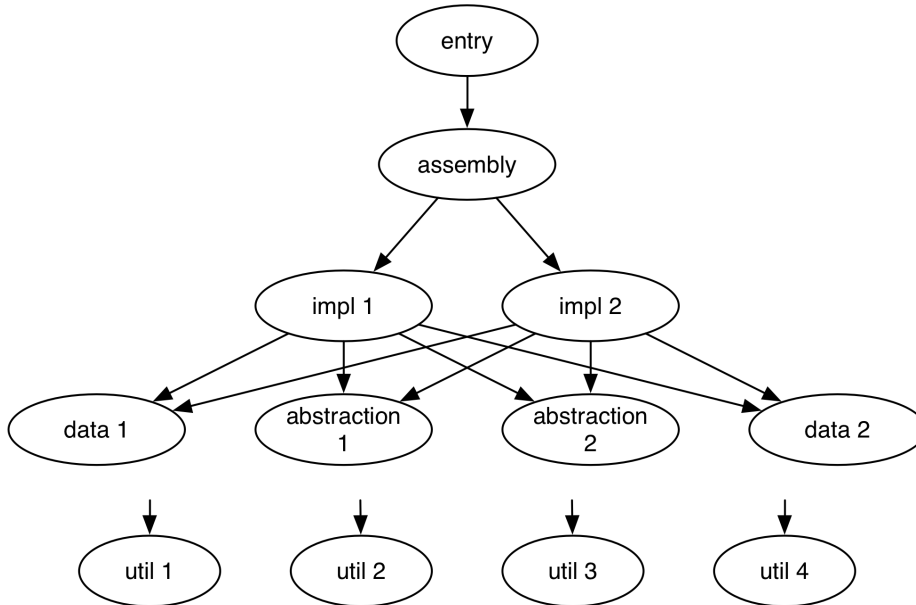 entry
assembly
impl 1
impl 2
data 1
abstraction
1
abstraction
2
data 2
util 1
util 2
util 3
util 4